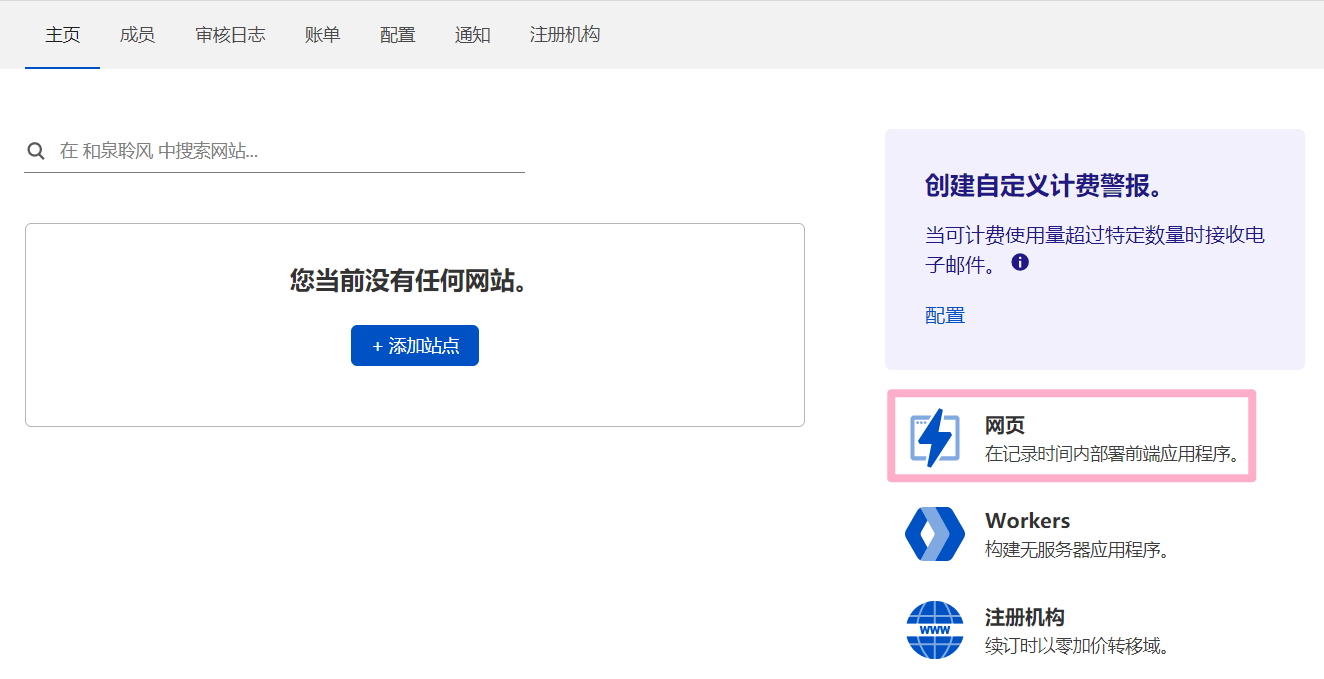 主页 成员 审核日志 账单 配置 通知 注册机构
在 和泉聆风 中搜索网站...
您当前没有任何网站。
+ 添加站点
创建自定义计费警报。
当可计费使用量超过特定数量时接收电
子邮件。
配置
网页
在记录时间内部署前端应用程序。
Workers
构建无服务器应用程序。
www
注册机构
续订时以零加价转移域。